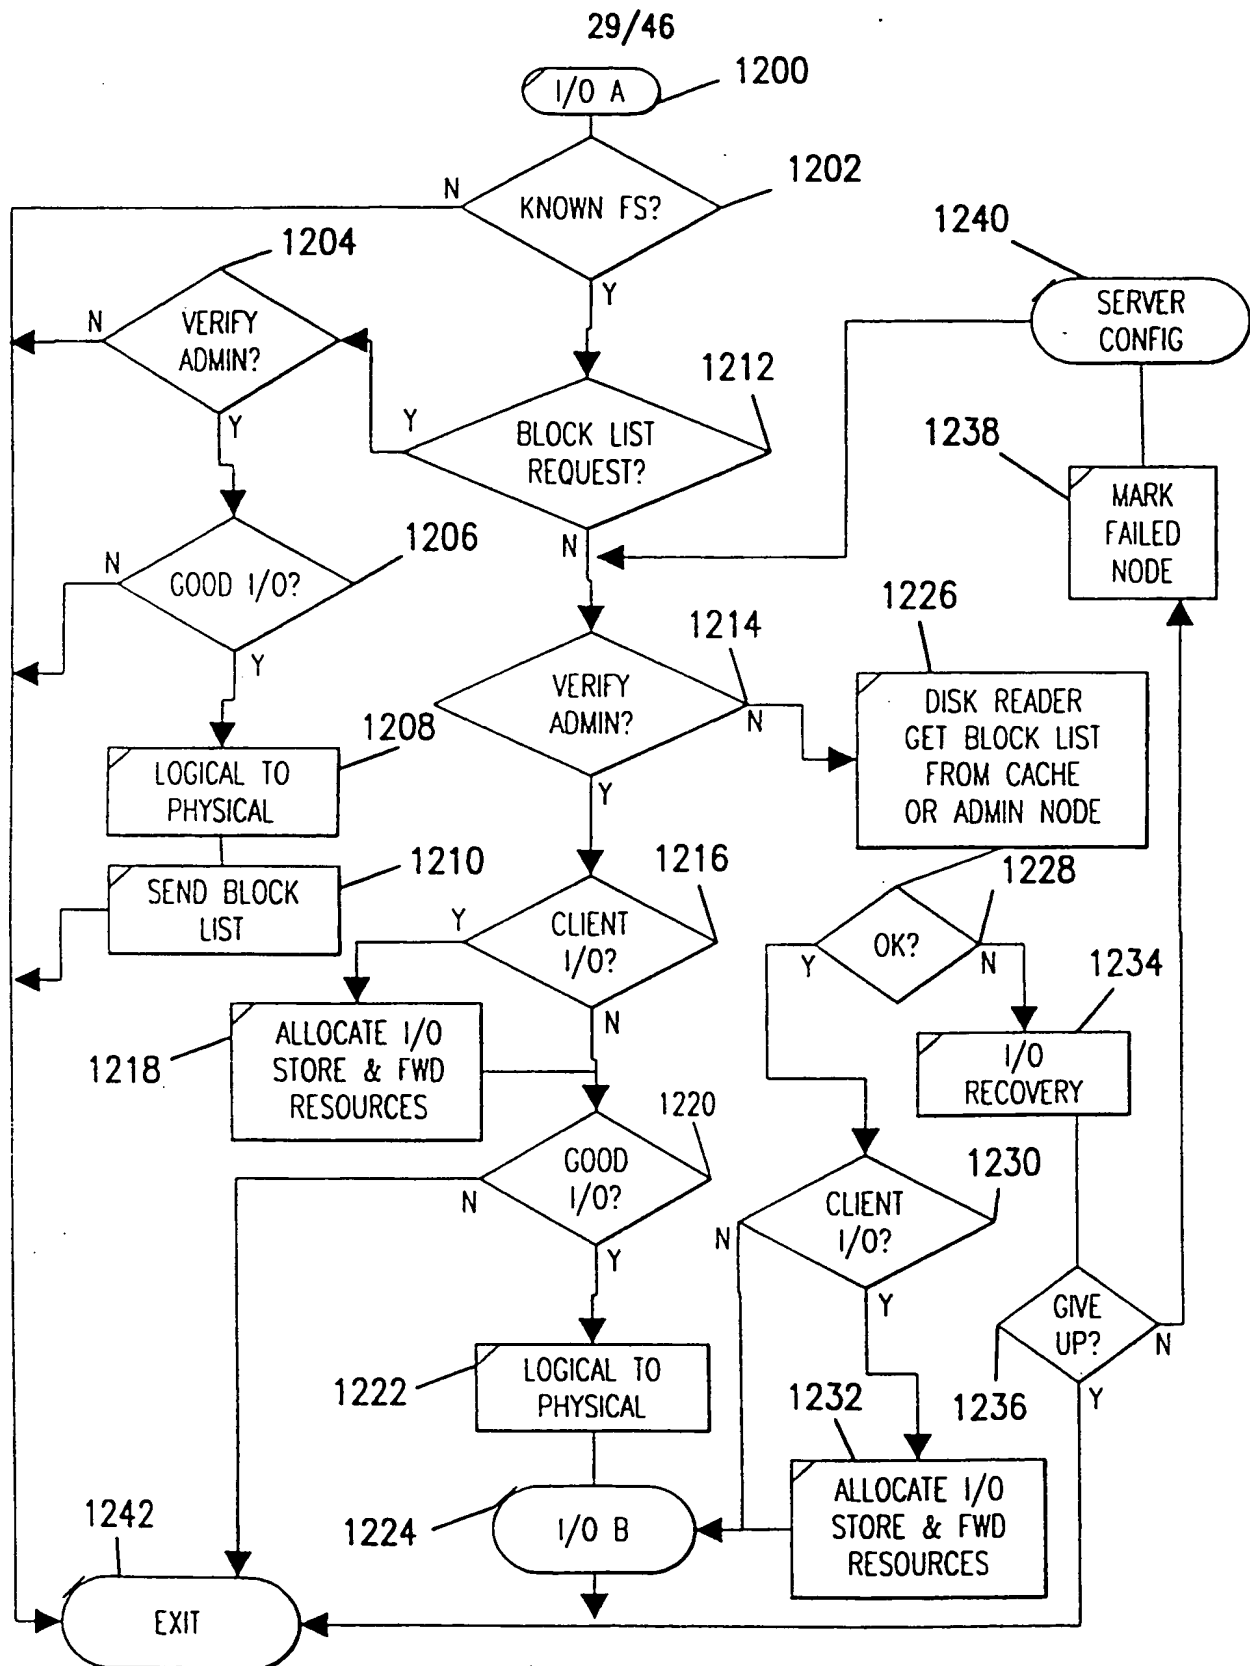 29/46
I/O A
1200
KNOWN FS?
1202
N
Y
1204
VERIFY
ADMIN?
N
Y
1240
SERVER
CONFIG
1212
BLOCK LIST
REQUEST?
Y
N
1238
MARK
FAILED
NODE
1206
GOOD I/O?
N
Y
1214
VERIFY
ADMIN?
N
Y
1226
DISK READER
GET BLOCK LIST
FROM CACHE
OR ADMIN NODE
1208
LOGICAL TO
PHYSICAL
1210
SEND BLOCK
LIST
1216
CLIENT
I/O?
Y
N
1228
OK?
Y
N
1234
I/O
RECOVERY
1218
ALLOCATE I/O
STORE & FWD
RESOURCES
1220
GOOD
I/O?
N
Y
1230
CLIENT
I/O?
N
Y
GIVE
UP?
N
Y
1236
1222
LOGICAL TO
PHYSICAL
1232
ALLOCATE I/O
STORE & FWD
RESOURCES
1224
I/O B
1242
EXIT